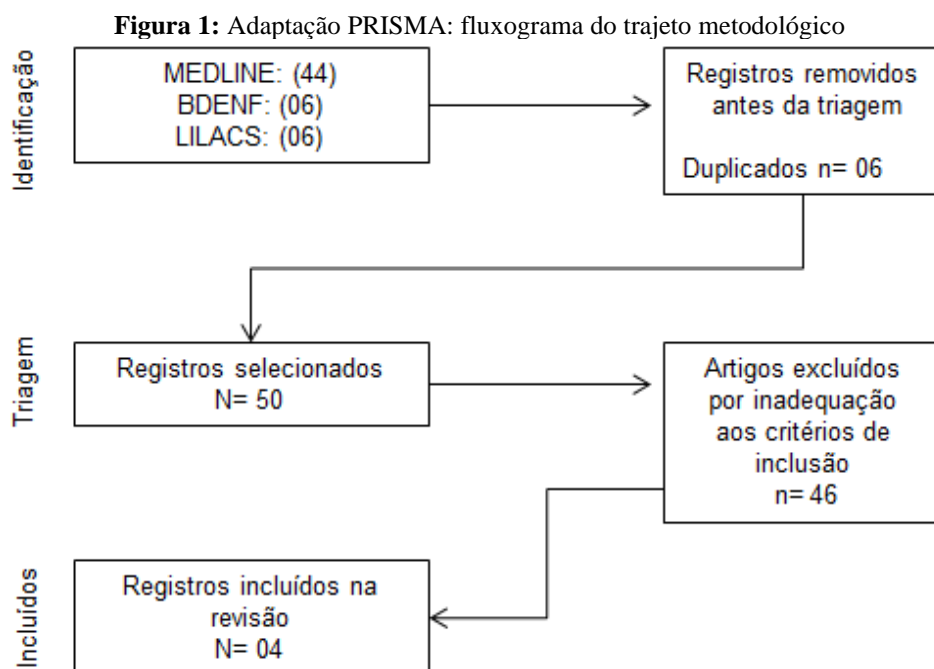 Figura 1: Adaptação PRISMA: fluxograma do trajeto metodológico
Identificação
MEDLINE: (44)
BDENF: (06)
LILACS: (06)
Registros removidos
antes da triagem
Duplicados n= 06
Triagem
Registros selecionados
N= 50
Artigos excluídos
por inadequação
aos critérios de
inclusão
n= 46
Incluídos
Registros incluídos na
revisão
N= 04